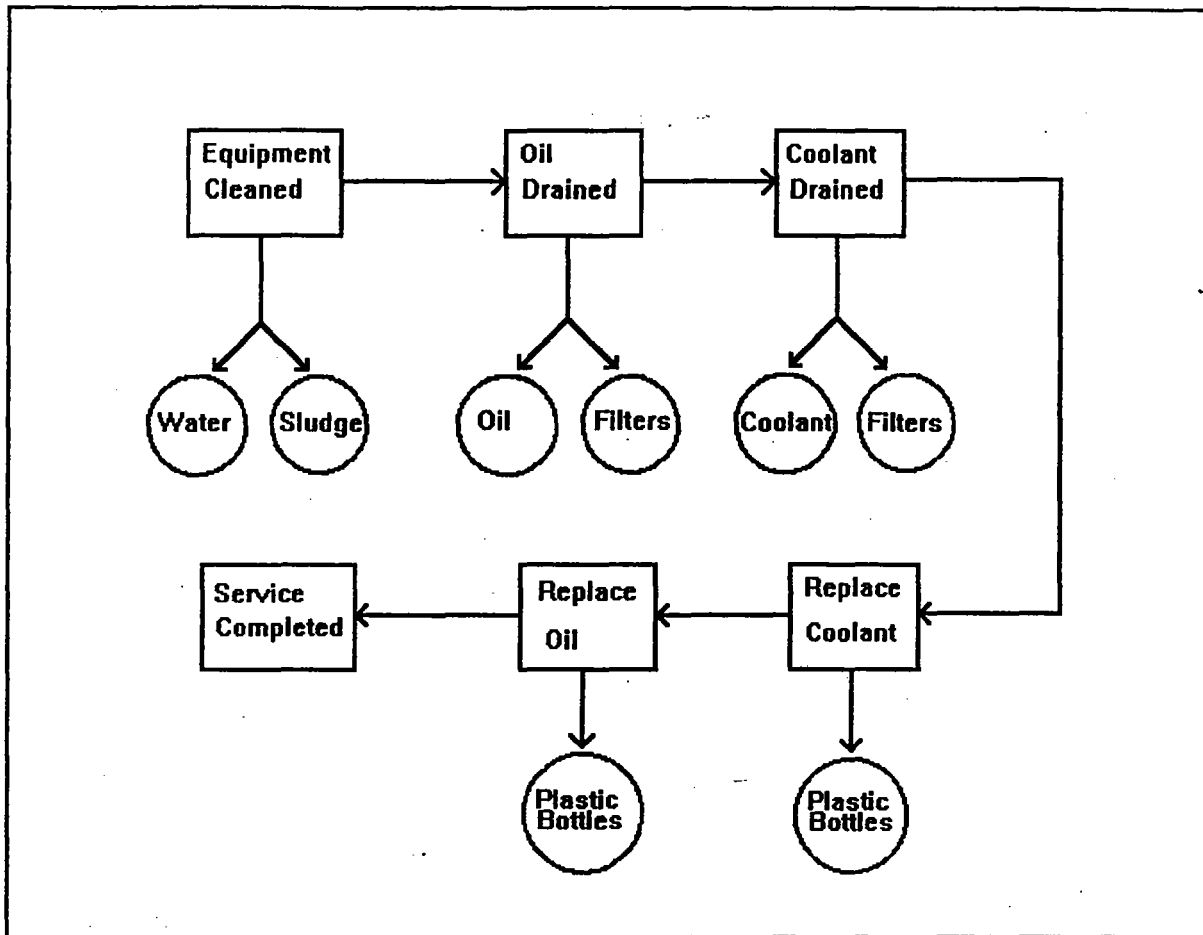 Equipment
Cleaned
Oil
Drained
Coolant
Drained
Water
Sludge
Oil
Filters
Coolant
Filters
Service
Completed
Replace
Oil
Replace
Coolant
Plastic
Bottles
Plastic
Bottles